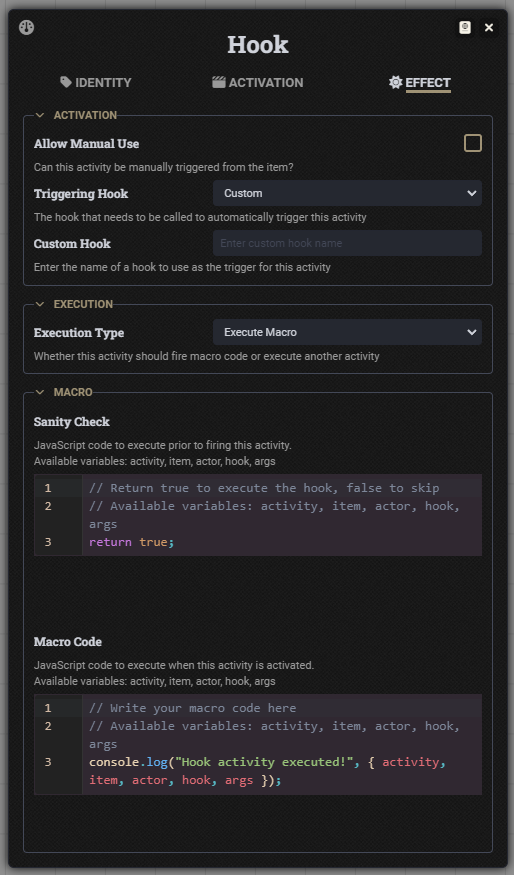 Hook
IDENTITY
ACTIVATION
EFFECT
ACTIVATION
Allow Manual Use
Can this activity be manually triggered from the item?
Triggering Hook
Custom
The hook that needs to be called to automatically trigger this activity
Custom Hook
Enter custom hook name
Enter the name of a hook to use as the trigger for this activity
EXECUTION
Execution Type
Execute Macro
Whether this activity should fire macro code or execute another activity
MACRO
Sanity Check
JavaScript code to execute prior to firing this activity.
Available variables: activity, item, actor, hook, args
1 // Return true to execute the hook, false to skip
2 // Available variables: activity, item, actor, hook,
args
3 return true;
Macro Code
JavaScript code to execute when this activity is activated.
Available variables: activity, item, actor, hook, args
1 // Write your macro code here
2 // Available variables: activity, item, actor, hook,
args
3 console.log("Hook activity executed!", { activity,
item, actor, hook, args });